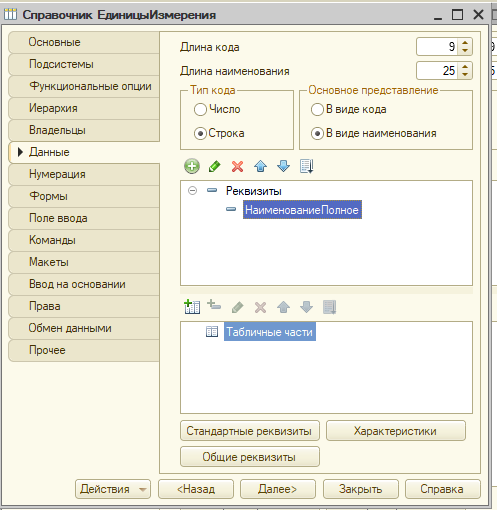 Справочник ЕдиницыИзмерения
Основные
Подсистемы
Функциональные опции
Иерархия
Владельцы
Данные
Нумерация
Формы
Поле ввода
Команды
Макеты
Ввод на основании
Права
Обмен данными
Прочее
Длина кода 9
Длина наименования 25
Тип кода
Число
Строка
Основное представление
В виде кода
В виде наименования
Реквизиты
НаименованиеПолное
Табличные части
Стандартные реквизиты Характеристики
Общие реквизиты
Действия <Назад Далее> Закрыть Справка